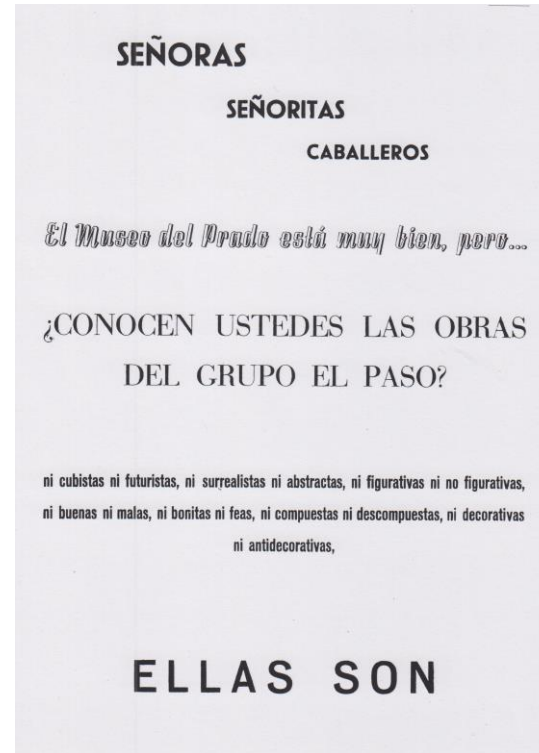 SEÑORAS
SEÑORITAS
CABALLEROS
El Museo del Prado está muy bien, pero...
¿CONOCEN USTEDES LAS OBRAS
DEL GRUPO EL PASO?
ni cubistas ni futuristas, ni surrealistas ni abstractas, ni figurativas ni no figurativas,
ni buenas ni malas, ni bonitas ni feas, ni compuestas ni descompuestas, ni decorativas
ni antidecorativas,
ELLAS SON